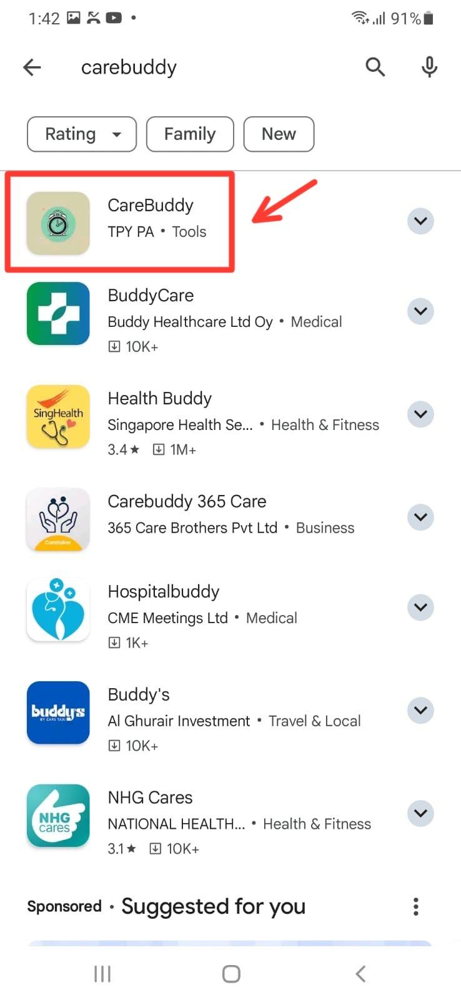 1:42
91%
carebuddy
Rating
Family
New
CareBuddy
TPY PA • Tools
BuddyCare
Buddy Healthcare Ltd Oy • Medical
10K+
SingHealth
Health Buddy
Singapore Health Se... • Health & Fitness
3.4★ 1M+
Caretaker
Carebuddy 365 Care
365 Care Brothers Pvt Ltd • Business
Hospitalbuddy
CME Meetings Ltd • Medical
1K+
buddys
BY CARS TAXI
Buddy's
Al Ghurair Investment • Travel & Local
10K+
NHG
cares
NHG Cares
NATIONAL HEALTH... • Health & Fitness
3.1★ 10K+
Sponsored • Suggested for you